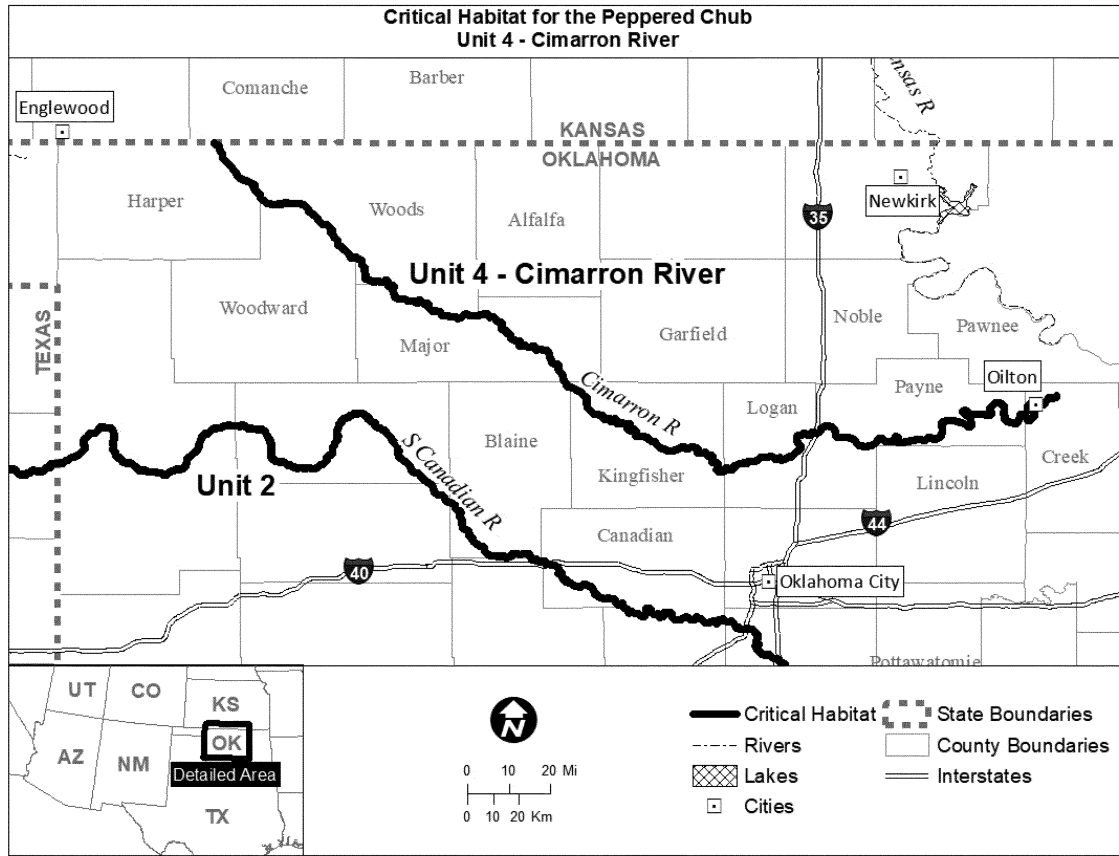 Critical Habitat for the Peppered Chub
Unit 4 - Cimarron River
Comanche
Barber
nsas R
Englewood
KANSAS
OKLAHOMA
Harper
Woods
Alfalfa
35
Newkirk
Unit 4 - Cimarron River
Woodward
Major
Garfield
Noble
Pawnee
TEXAS
Payne
Oilton
Cimarron R
Logan
S Canadian R
Blaine
Kingfisher
Creek
Lincoln
Unit 2
44
Canadian
40
Oklahoma City
Pottawatomie
UT
CO
KS
OK
AZ
NM
Detailed Area
TX
N
0 10 20 Mi
0 10 20 Km
Critical Habitat
Rivers
Lakes
Cities
State Boundaries
County Boundaries
Interstates